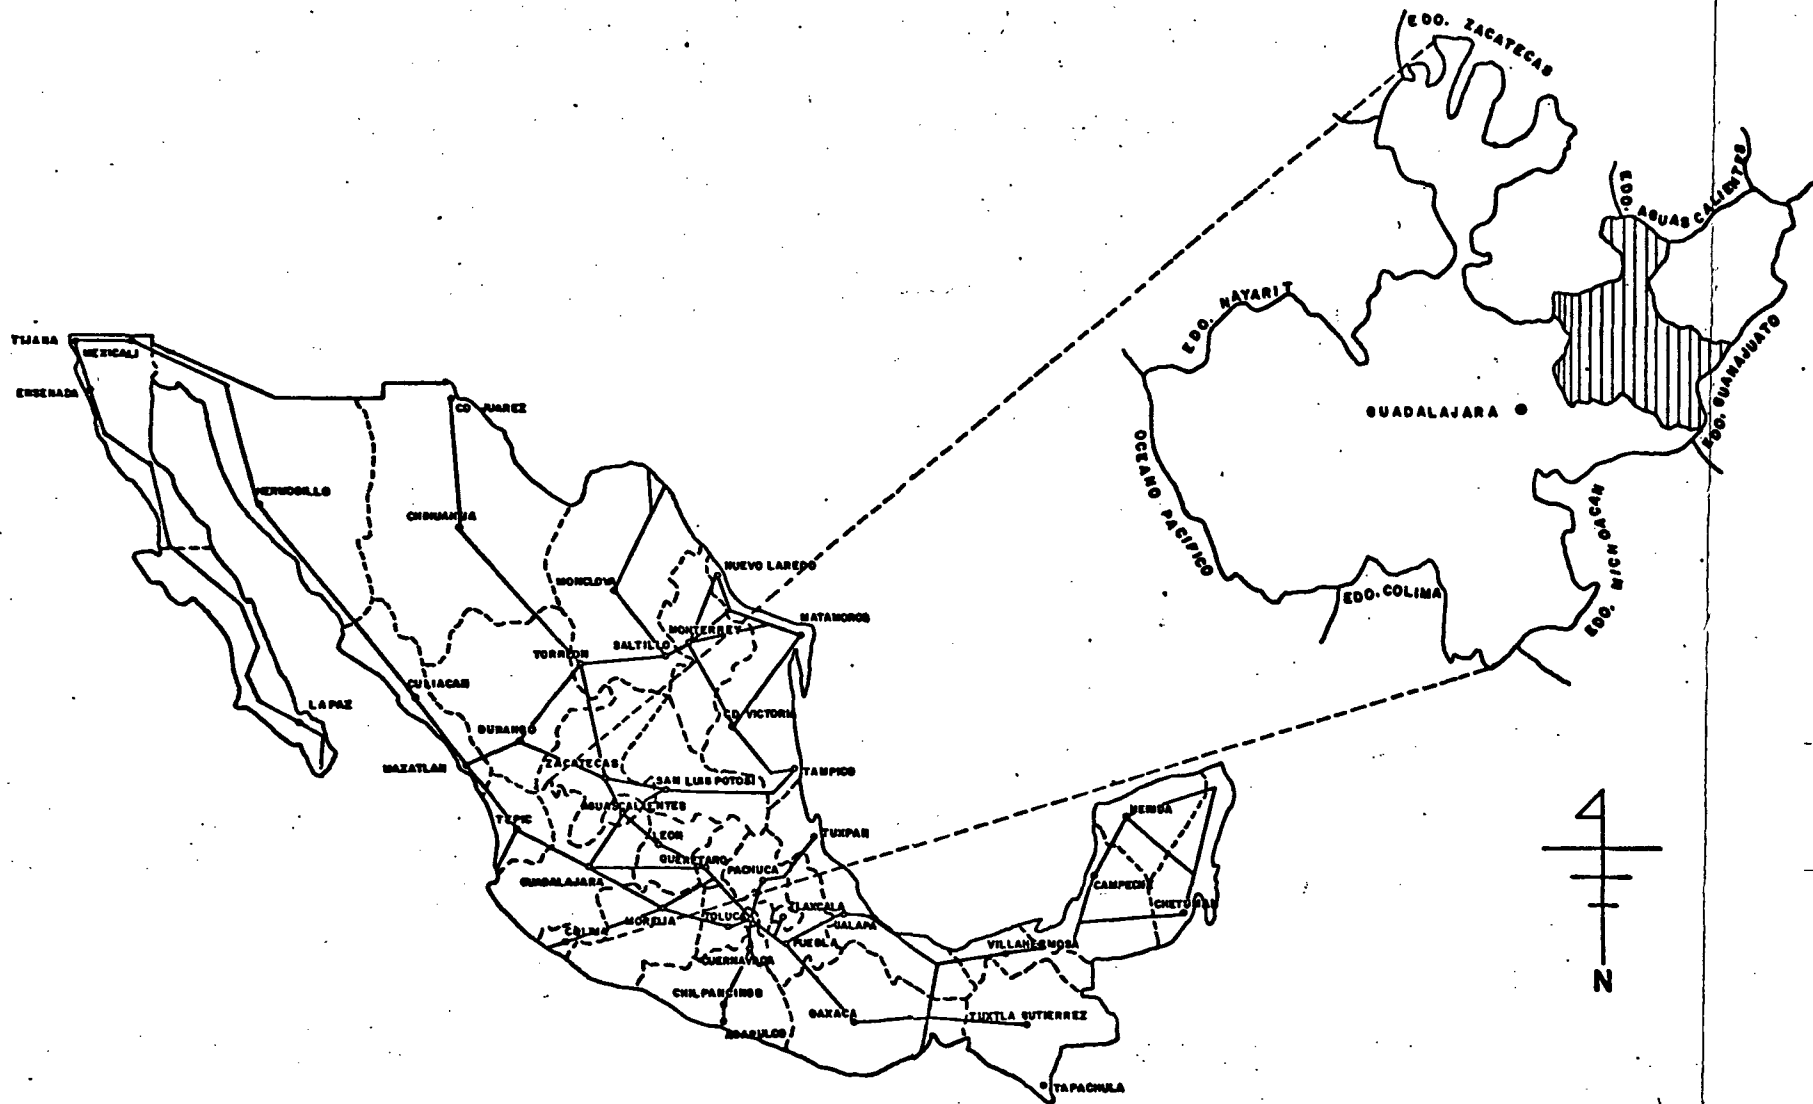 EDO. ZACATECAS
EDO. AGUASCALIENTES
EDO. NAYARIT
EDO. GUANAJUATO
GUADALAJARA
OCEANO PACIFICO
EDO. MICHOACAN
EDO. COLIMA
TIJANA
MEXICALI
ENSENADA
CD JUAREZ
HERMOSILLO
CHIHUAHUA
MONCLOVA
NUEVO LAREDO
MATAMOROS
MONTERREY
SALTILLO
TORREON
CULIACAN
LA PAZ
CD. VICTORIA
DURANGO
MAZATLAN
ZACATECAS
SAN LUIS POTOSI
TAMPICO
AGUASCALIENTES
TEPIC
LEON
TUXPAN
QUERETARO
PACHUCA
GUADALAJARA
MERIDA
CAMPECHE
CHETUMAL
TLAXCALA
TOLUCA
MORELIA
COLIMA
JALAPA
PUEBLA
VILLAHERMOSA
CUERNAVACA
CHILPANCINGO
OAXACA
TUXTLA GUTIERREZ
ACAPULCO
TAPACHULA
N